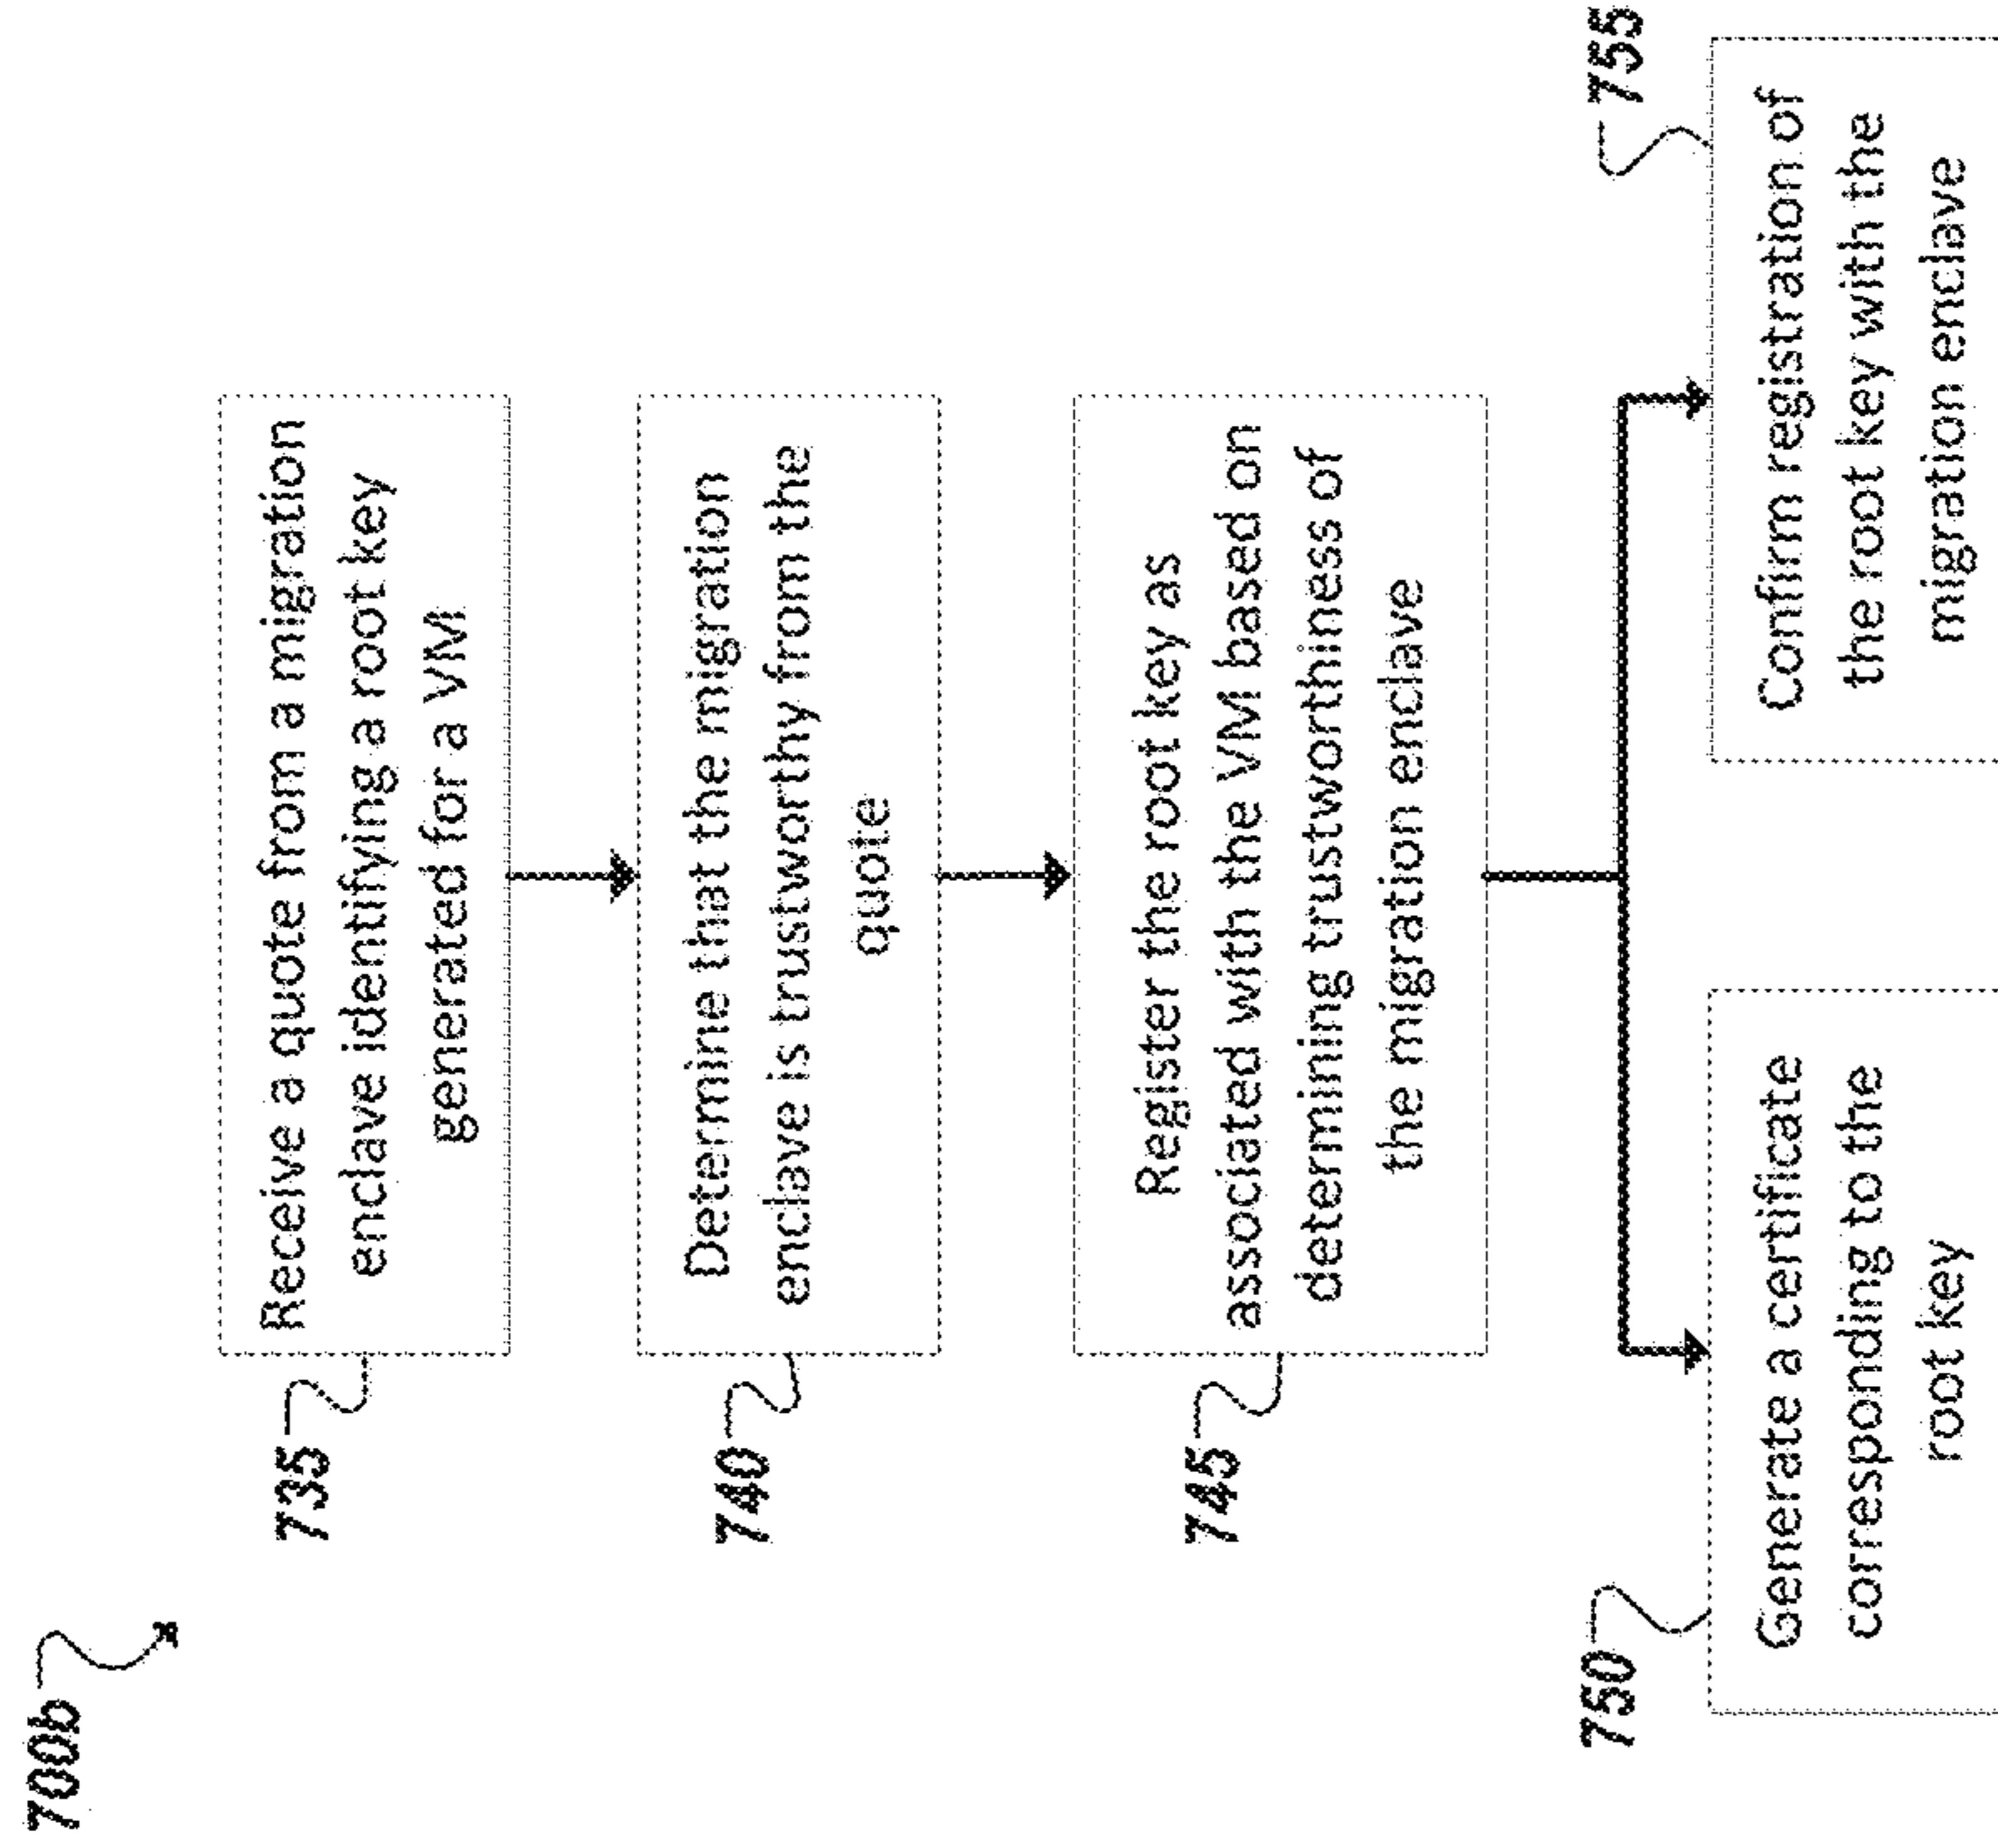 700b
735
Receive a quote from a migration
enclave identifying a root key
generated for a VM
740
Determine that the migration
enclave is trustworthy from the
quote
745
Register the root key as
associated with the VM based on
determining trustworthiness of
the migration enclave
750
Generate a certificate
corresponding to the
root key
755
Confirm registration of
the root key with the
migration enclave